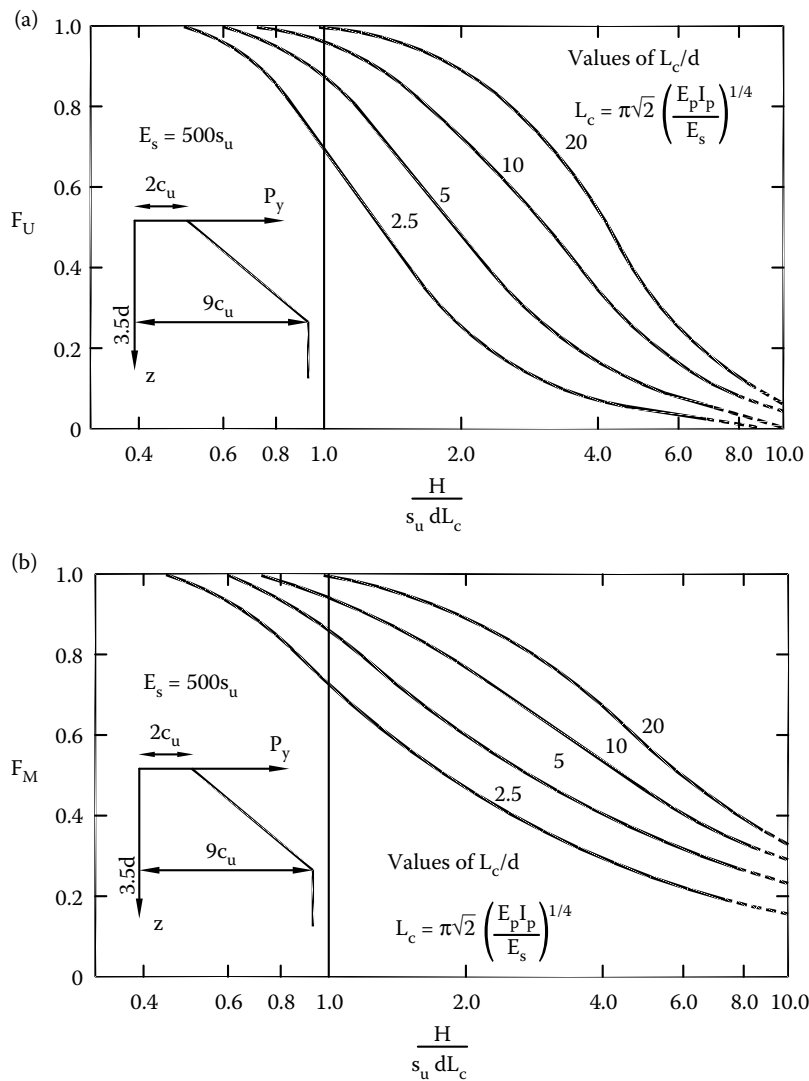 (a)
1.0
0.8
0.6
0.4
0.2
0
F_U
E_s = 500s_u
2c_u
P_y
9c_u
3.5d
z
Values of L_c/d
L_c = π√2 (E_pI_p/E_s)^1/4
20
10
5
2.5
0.4 0.6 0.8 1.0 2.0 4.0 6.0 8.0 10.0
H
s_u dL_c
(b)
1.0
0.8
0.6
0.4
0.2
0
F_M
E_s = 500s_u
2c_u
P_y
9c_u
3.5d
z
20
10
5
2.5
Values of L_c/d
L_c = π√2 (E_pI_p/E_s)^1/4
0.4 0.6 0.8 1.0 2.0 4.0 6.0 8.0 10.0
H
s_u dL_c